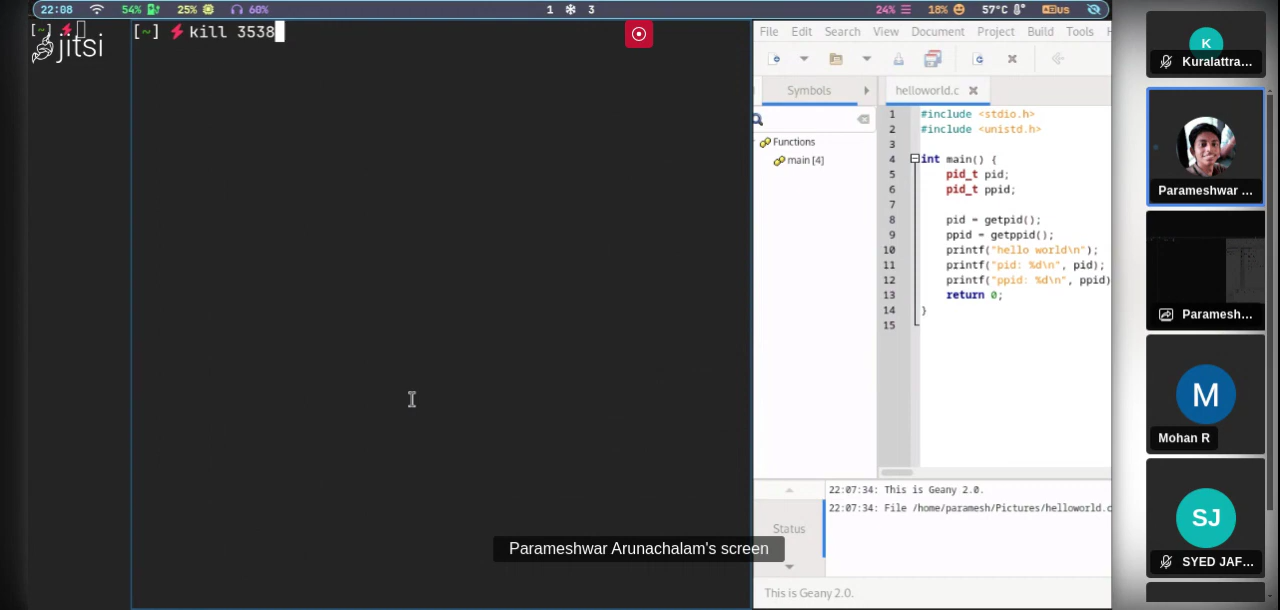 22:08 54% 25% 60% 1 ❄ 3 24% 18% 57°C us
[~]
jitsi
[~] kill 3538
File Edit Search View Document Project Build Tools
Symbols
helloworld.c
Functions
main [4]
1 #include <stdio.h>
2 #include <unistd.h>
3
4 int main() {
5 pid_t pid;
6 pid_t ppid;
7
8 pid = getpid();
9 ppid = getppid();
10 printf("hello world\n");
11 printf("pid: %d\n", pid);
12 printf("ppid: %d\n", ppid)
13 return 0;
14 }
15
Status
22:07:34: This is Geany 2.0.
22:07:34: File /home/paramesh/Pictures/helloworld.c
This is Geany 2.0.
Parameshwar Arunachalam's screen
K
Kuralattra...
Parameshwar ...
Paramesh...
M
Mohan R
SJ
SYED JAF...